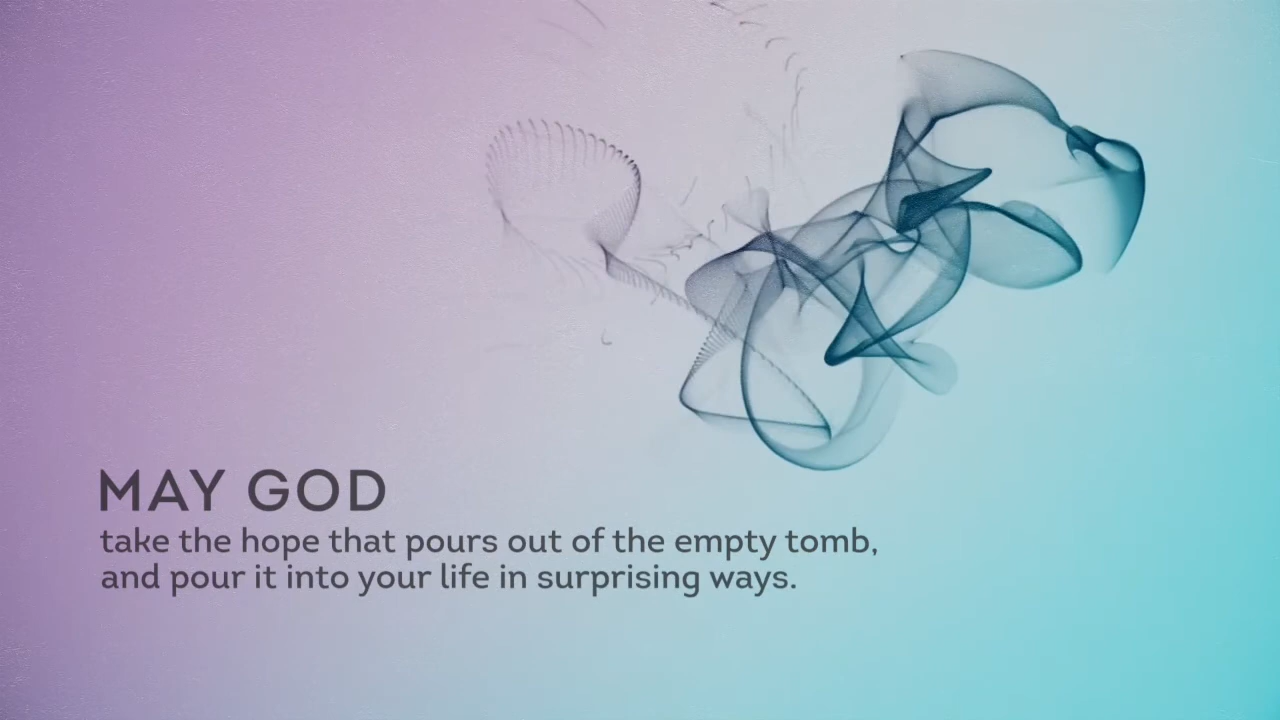 MAY GOD
take the hope that pours out of the empty tomb,
and pour it into your life in surprising ways.